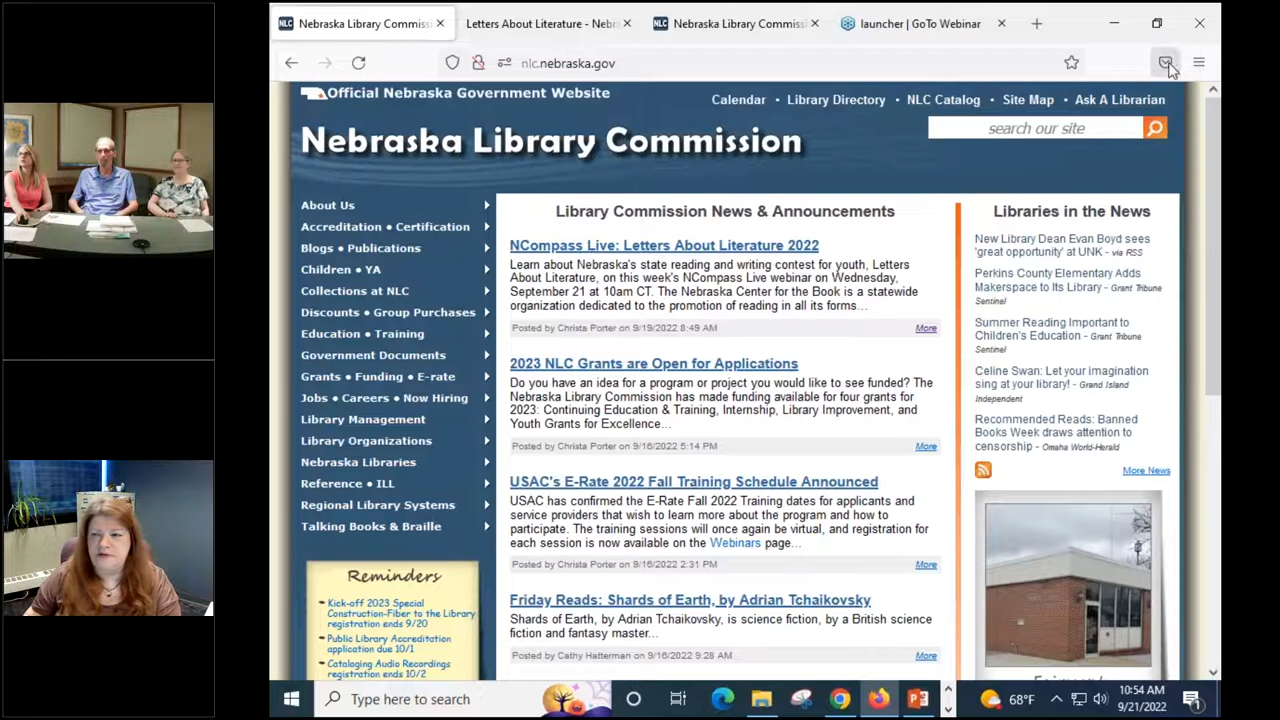 NLC Nebraska Library Commiss
Letters About Literature - Nebr
NLC Nebraska Library Commiss
launcher | GoTo Webinar
nlc.nebraska.gov
Official Nebraska Government Website
Calendar • Library Directory • NLC Catalog • Site Map • Ask A Librarian
Nebraska Library Commission
search our site
About Us
Accreditation • Certification
Blogs • Publications
Children • YA
Collections at NLC
Discounts • Group Purchases
Education • Training
Government Documents
Grants • Funding • E-rate
Jobs • Careers • Now Hiring
Library Management
Library Organizations
Nebraska Libraries
Reference • ILL
Regional Library Systems
Talking Books & Braille
Reminders
Kick-off 2023 Special
Construction-Fiber to the Library
registration ends 9/20
Public Library Accreditation
application due 10/1
Cataloging Audio Recordings
registration ends 10/2
Library Commission News & Announcements
NCompass Live: Letters About Literature 2022
Learn about Nebraska's state reading and writing contest for youth, Letters
About Literature, on this week's NCompass Live webinar on Wednesday,
September 21 at 10am CT. The Nebraska Center for the Book is a statewide
organization dedicated to the promotion of reading in all its forms...
Posted by Christa Porter on 9/19/2022 8:49 AM
More
2023 NLC Grants are Open for Applications
Do you have an idea for a program or project you would like to see funded? The
Nebraska Library Commission has made funding available for four grants for
2023: Continuing Education & Training, Internship, Library Improvement, and
Youth Grants for Excellence...
Posted by Christa Porter on 9/16/2022 5:14 PM
More
USAC's E-Rate 2022 Fall Training Schedule Announced
USAC has confirmed the E-Rate Fall 2022 Training dates for applicants and
service providers that wish to learn more about the program and how to
participate. The training sessions will once again be virtual, and registration for
each session is now available on the Webinars page...
Posted by Christa Porter on 9/16/2022 2:31 PM
More
Friday Reads: Shards of Earth, by Adrian Tchaikovsky
Shards of Earth, by Adrian Tchaikovsky, is science fiction, by a British science
fiction and fantasy master...
Posted by Cathy Hatterman on 9/16/2022 9:28 AM
More
Libraries in the News
New Library Dean Evan Boyd sees
'great opportunity' at UNK - via RSS
Perkins County Elementary Adds
Makerspace to Its Library - Grant Tribune
Sentinel
Summer Reading Important to
Children's Education - Grant Tribune
Sentinel
Celine Swan: Let your imagination
sing at your library! - Grand Island
Independent
Recommended Reads: Banned
Books Week draws attention to
censorship - Omaha World-Herald
More News
Type here to search
68°F
10:54 AM
9/21/2022
1